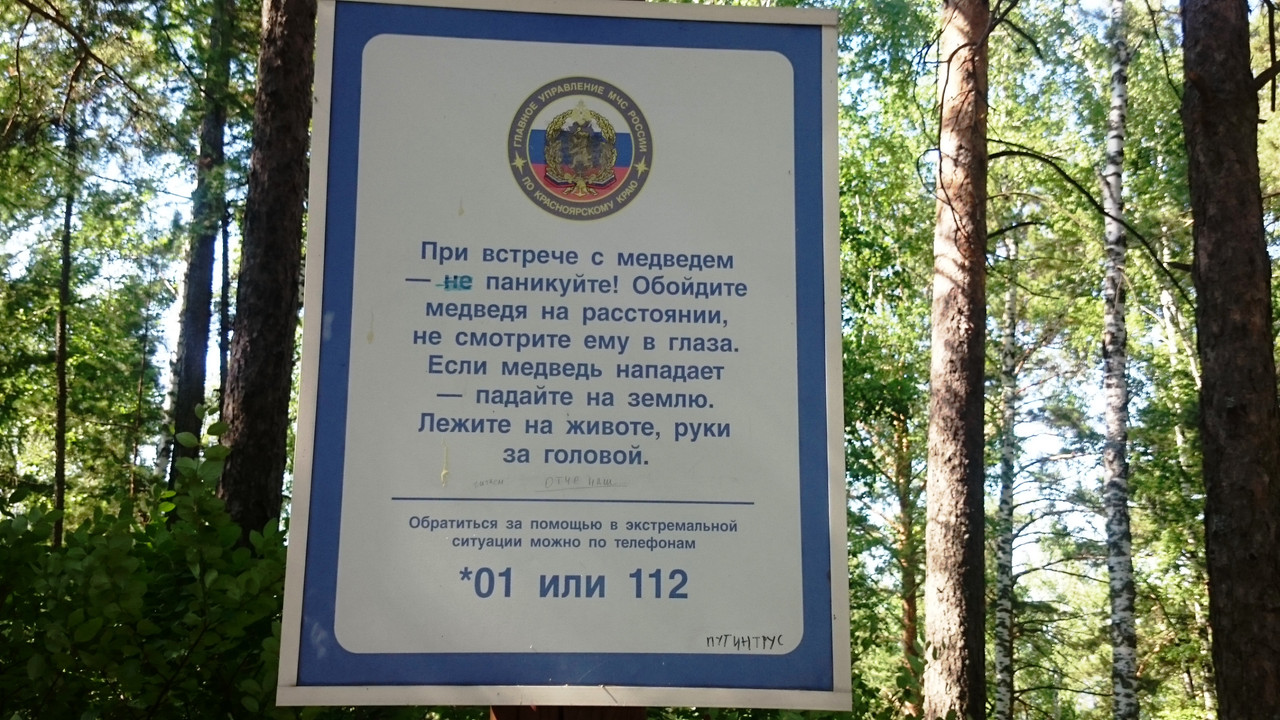 ГЛАВНОЕ УПРАВЛЕНИЕ МЧС РОССИИ
ПО КРАСНОЯРСКОМУ КРАЮ
При встрече с медведем
— не паникуйте! Обойдите
медведя на расстоянии,
не смотрите ему в глаза.
Если медведь нападает
— падайте на землю.
Лежите на животе, руки
за головой.
ОТЧЕ НАШ...
Обратиться за помощью в экстремальной
ситуации можно по телефонам
*01 или 112
ПУТИНТРУС